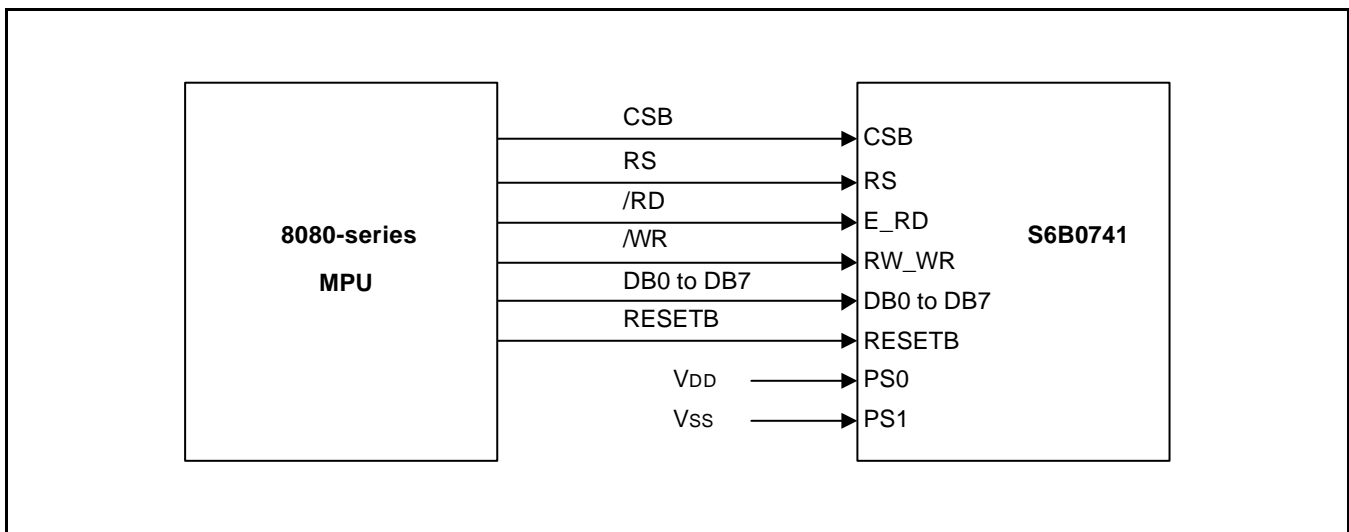 8080-series
MPU
CSB
RS
/RD
/WR
DB0 to DB7
RESETB
VDD
VSS
CSB
RS
E_RD
RW_WR
DB0 to DB7
RESETB
PS0
PS1
S6B0741